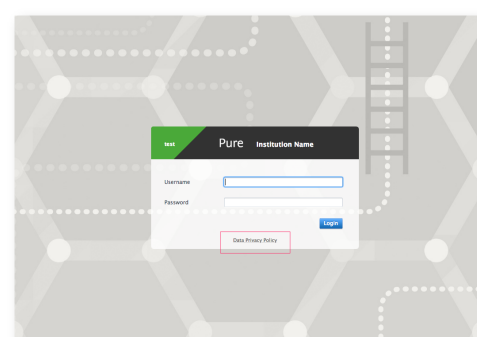 test
Pure Institution Name
Username
Password
Login
Data Privacy Policy